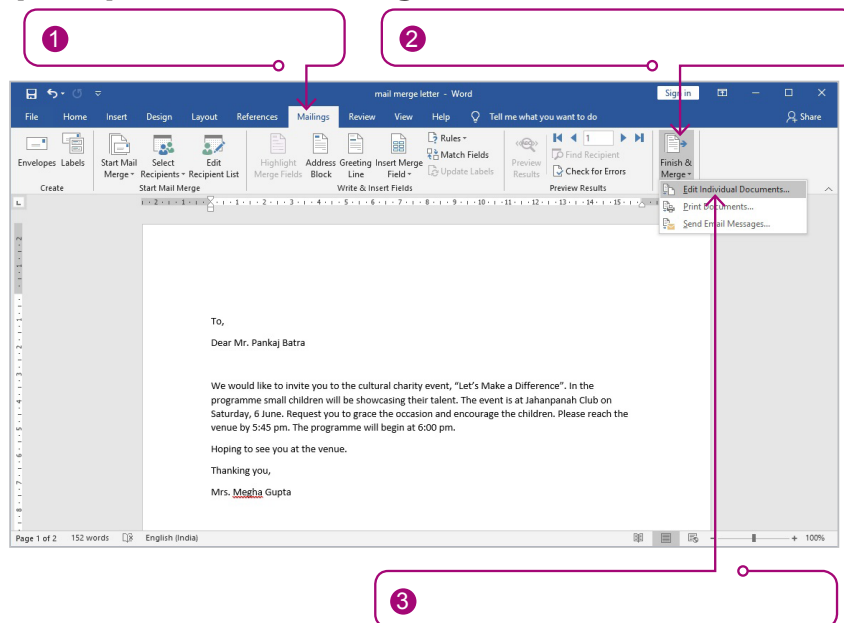 1
2
mail merge letter - Word
Sign in
File Home Insert Design Layout References Mailings Review View Help Tell me what you want to do Share
Envelopes Labels
Create
Start Mail Merge
Select Recipients
Edit Recipient List
Start Mail Merge
Highlight Merge Fields
Address Block
Greeting Line
Insert Merge Field
Rules
Match Fields
Update Labels
Write & Insert Fields
Preview Results
1
Find Recipient
Check for Errors
Preview Results
Finish & Merge
Edit Individual Documents...
Print Documents...
Send Email Messages...
To,
Dear Mr. Pankaj Batra
We would like to invite you to the cultural charity event, “Let’s Make a Difference”. In the
programme small children will be showcasing their talent. The event is at Jahanpanah Club on
Saturday, 6 June. Request you to grace the occasion and encourage the children. Please reach the
venue by 5:45 pm. The programme will begin at 6:00 pm.
Hoping to see you at the venue.
Thanking you,
Mrs. Megha Gupta
Page 1 of 2 152 words English (India) 100%
3